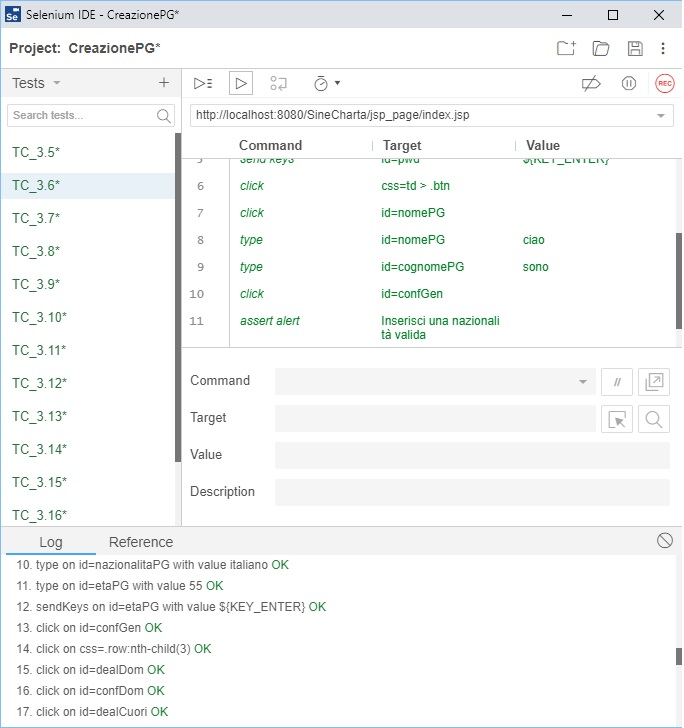 Se Selenium IDE - CreazionePG*
Project: CreazionePG*
Tests
REC
Search tests...
http://localhost:8080/SineCharta/jsp_page/index.jsp
Command Target Value
TC_3.5*
TC_3.6*
TC_3.7*
TC_3.8*
TC_3.9*
TC_3.10*
TC_3.11*
TC_3.12*
TC_3.13*
TC_3.14*
TC_3.15*
TC_3.16*
5 send keys id=pwd ${KEY_ENTER}
6 click css=td > .btn
7 click id=nomePG
8 type id=nomePG ciao
9 type id=cognomePG sono
10 click id=confGen
11 assert alert Inserisci una nazionali
tà valida
Command //
Target
Value
Description
Log Reference
10. type on id=nazionalitaPG with value italiano OK
11. type on id=etaPG with value 55 OK
12. sendKeys on id=etaPG with value ${KEY_ENTER} OK
13. click on id=confGen OK
14. click on css=.row:nth-child(3) OK
15. click on id=dealDom OK
16. click on id=confDom OK
17. click on id=dealCuori OK